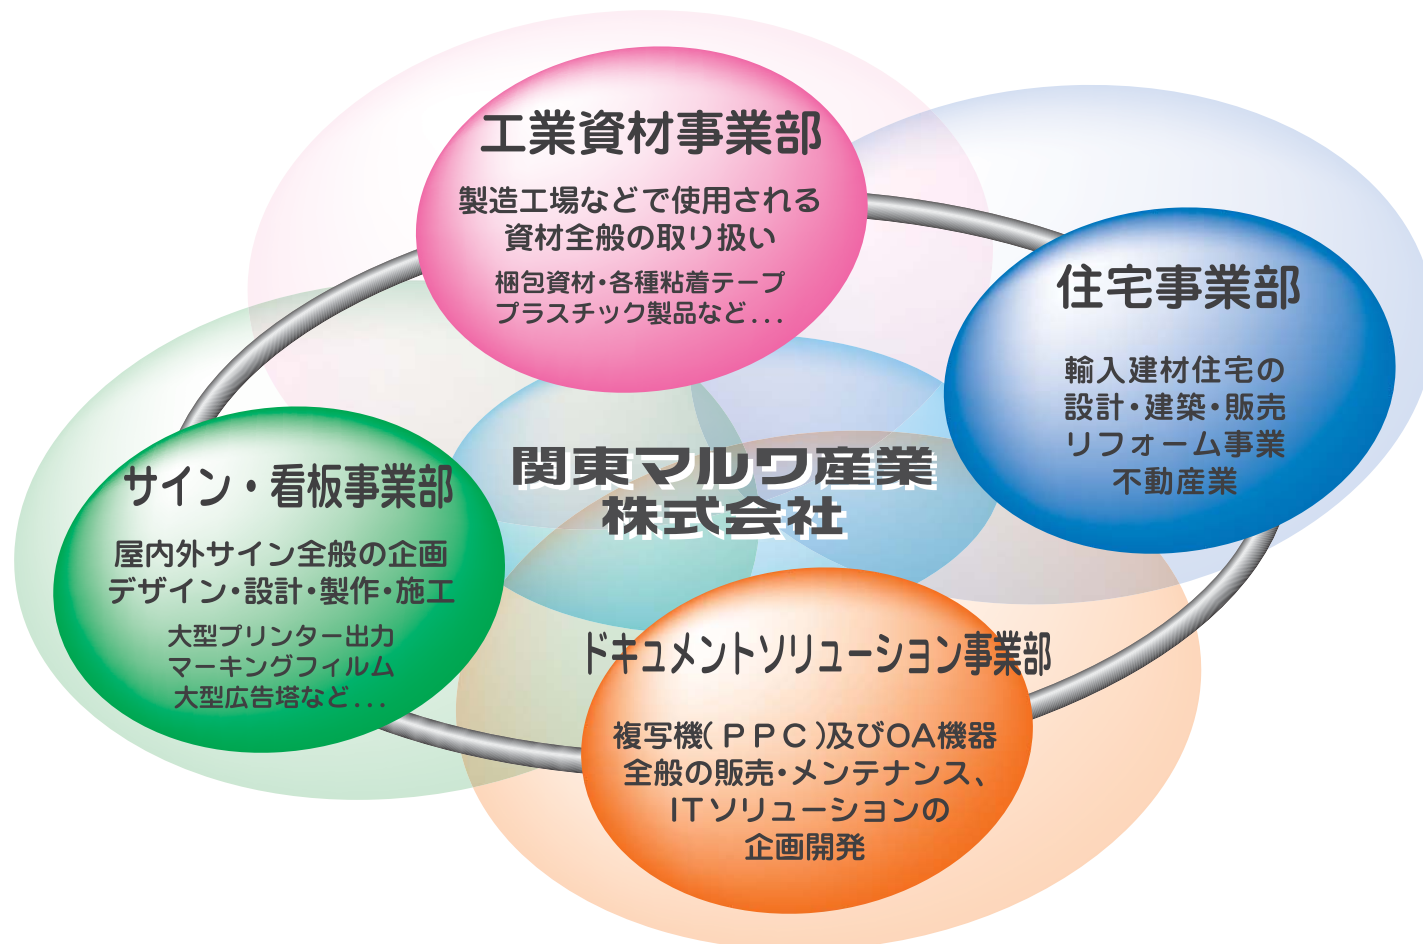 工業資材事業部
製造工場などで使用される
資材全般の取り扱い
梱包資材・各種粘着テープ
プラスチック製品など...
住宅事業部
輸入建材住宅の
設計・建築・販売
リフォーム事業
不動産業
関東マルワ産業
株式会社
サイン・看板事業部
屋内外サイン全般の企画
デザイン・設計・製作・施工
大型プリンター出力
マーキングフィルム
大型広告塔など...
ドキュメントソリューション事業部
複写機(ＰＰＣ)及びOA機器
全般の販売・メンテナンス、
ITソリューションの
企画開発